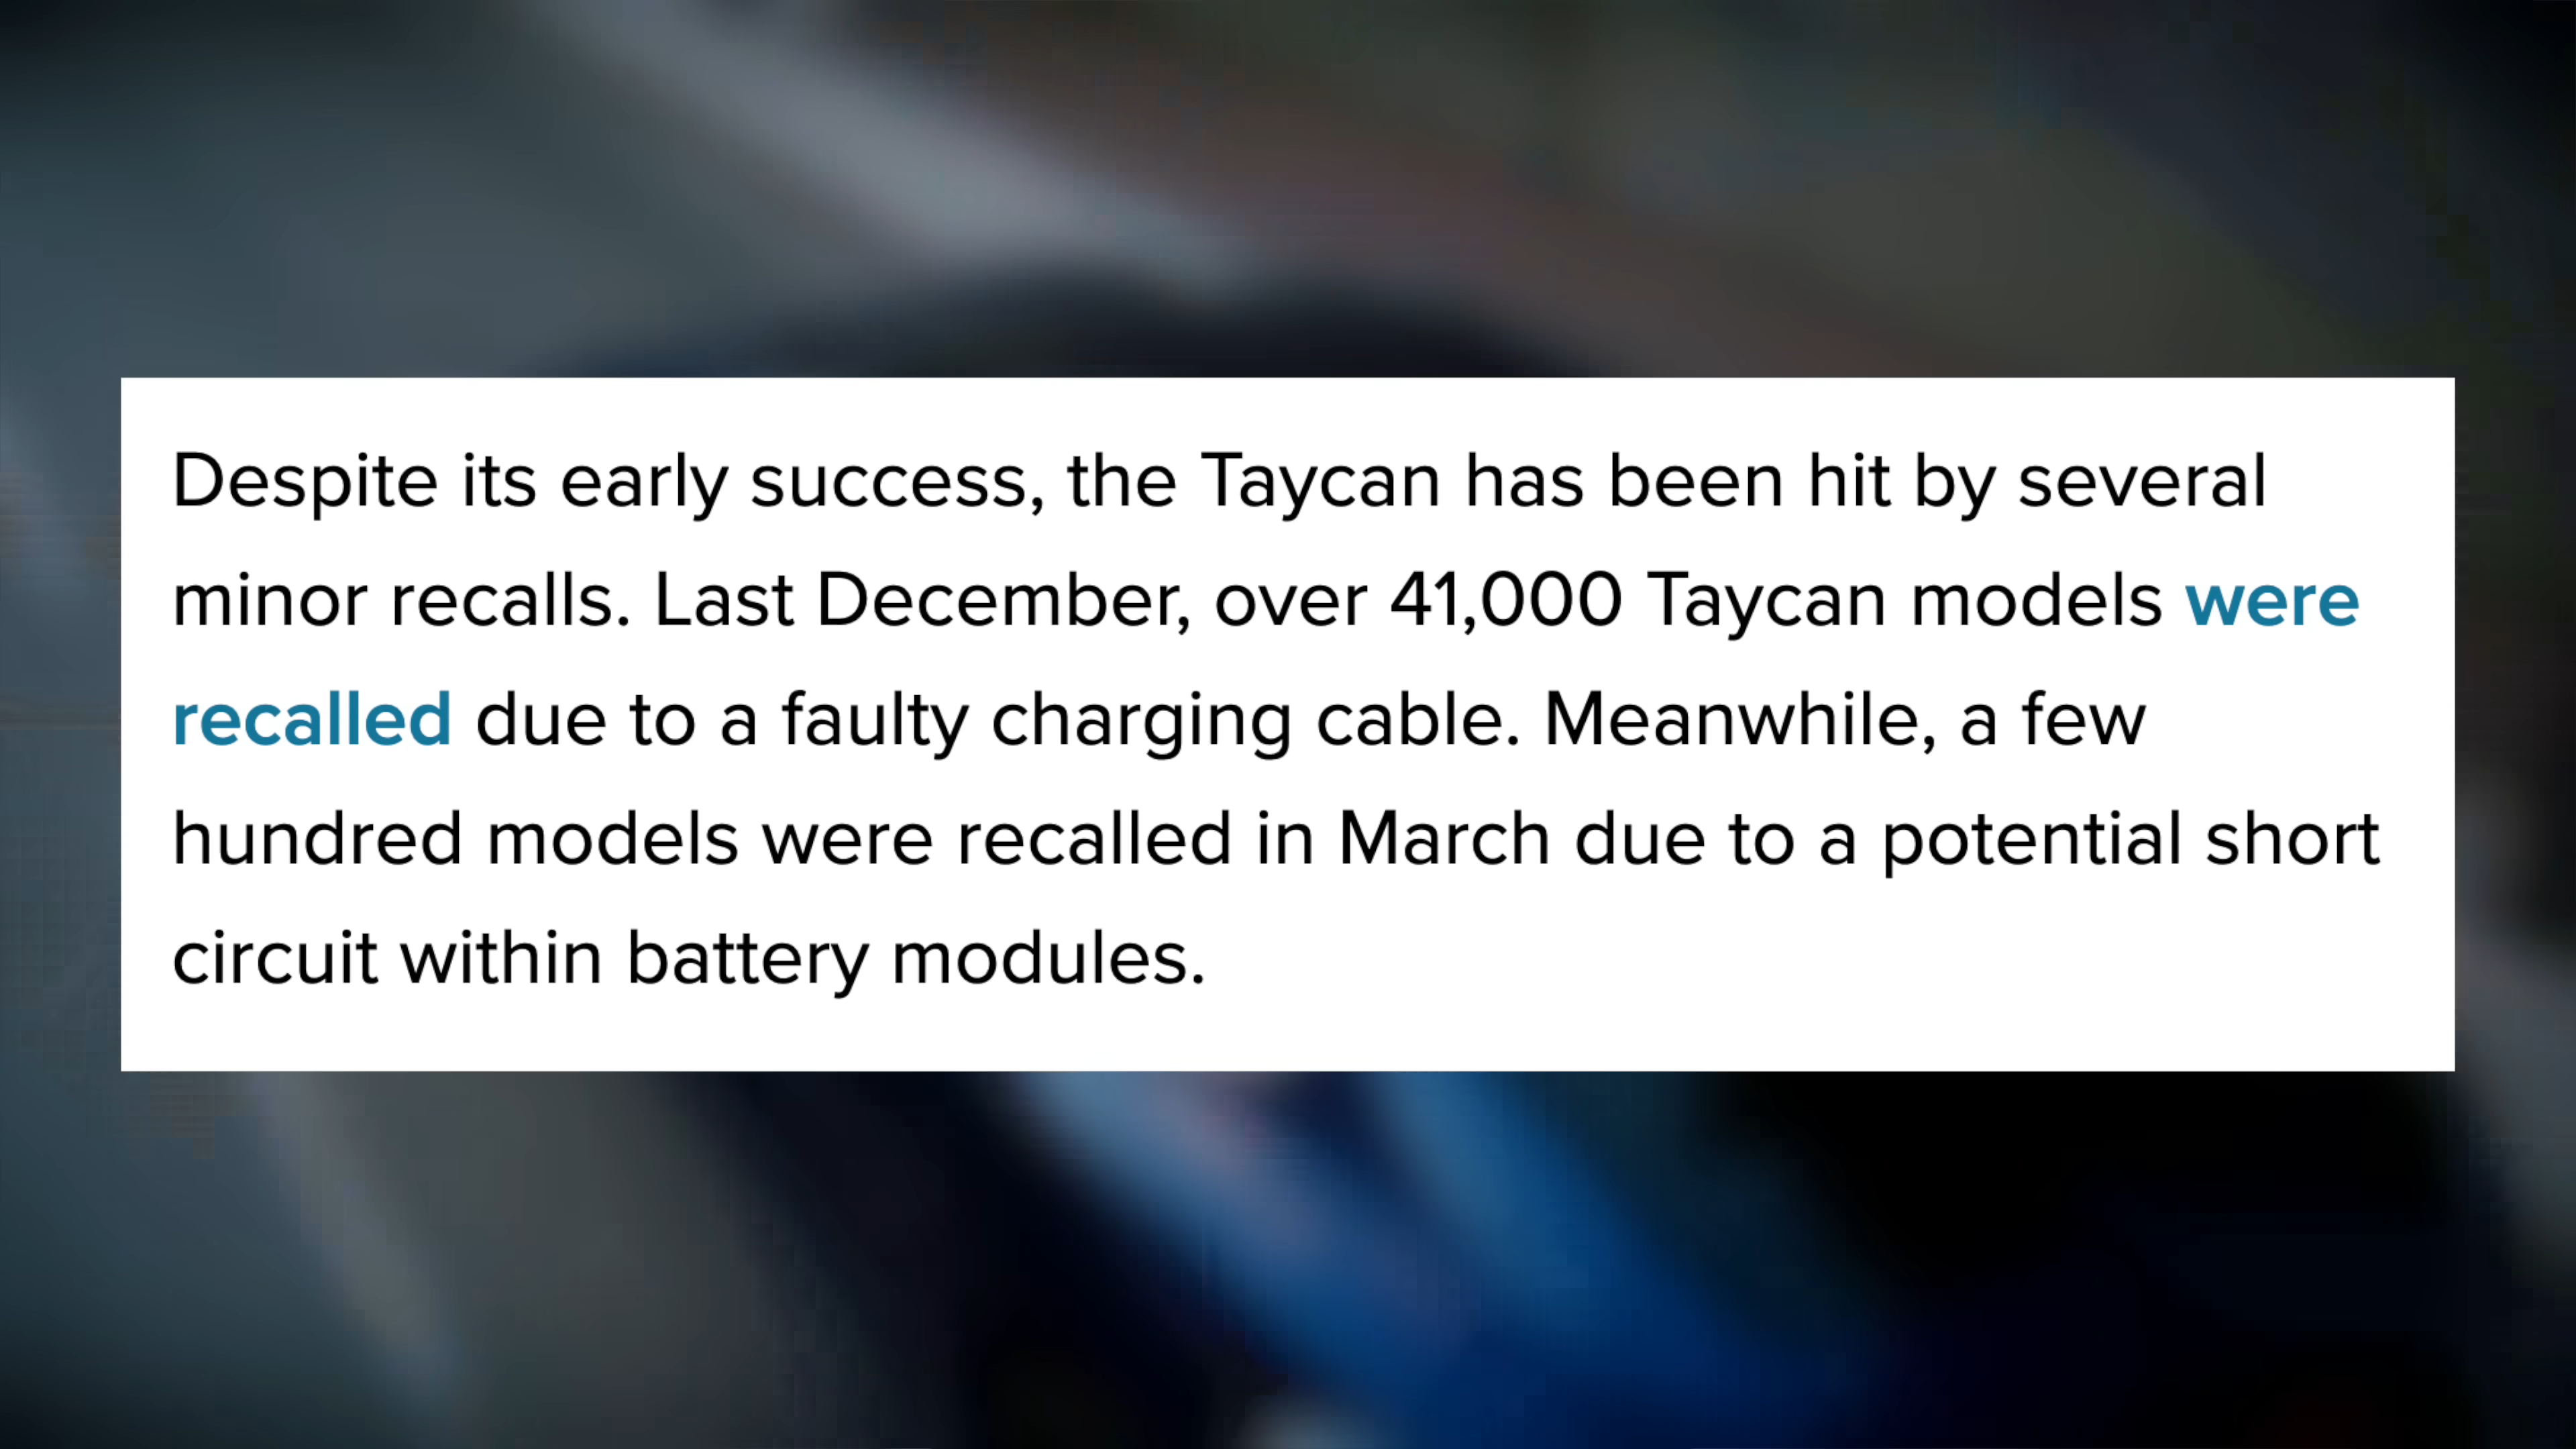 Despite its early success, the Taycan has been hit by several
minor recalls. Last December, over 41,000 Taycan models were
recalled due to a faulty charging cable. Meanwhile, a few
hundred models were recalled in March due to a potential short
circuit within battery modules.